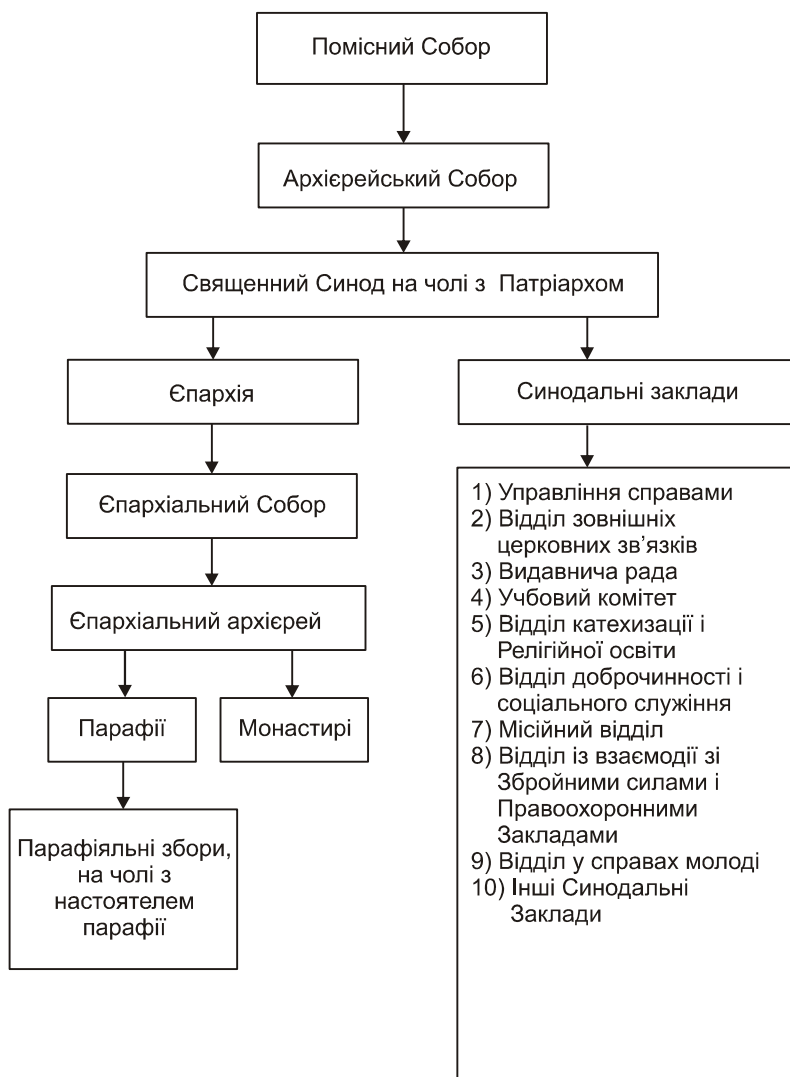 Помісний Собор
Архієрейський Собор
Священний Синод на чолі з Патріархом
Єпархія
Єпархіальний Собор
Єпархіальний архієрей
Парафії
Монастирі
Парафіяльні збори,
на чолі з
настоятелем
парафії
Синодальні заклади
1) Управління справами
2) Відділ зовнішніх
церковних зв’язків
3) Видавнича рада
4) Учбовий комітет
5) Відділ катехизації і
Релігійної освіти
6) Відділ доброчинності і
соціального служіння
7) Місійний відділ
8) Відділ із взаємодії зі
Збройними силами і
Правоохоронними
Закладами
9) Відділ у справах молоді
10) Інші Синодальні
Заклади